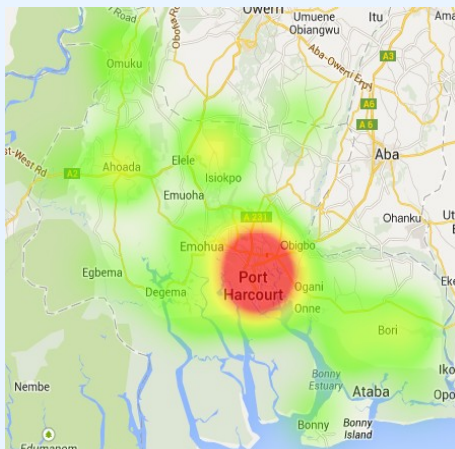 Owerri
Umuene
Obiangwu
Itu
Aba-Owerri Exp
A3
Omuku
A6
A 6
Aba
Elele
Ahoada
A2
Isiokpo
Emuoha
Ohanku
A 231
Emohua
Obigbo
Egbema
Port
Harcourt
Degema
Ogani
Onne
Bori
Bonny
Estuary
Nembe
Ataba
Bonny
Bonny
Island